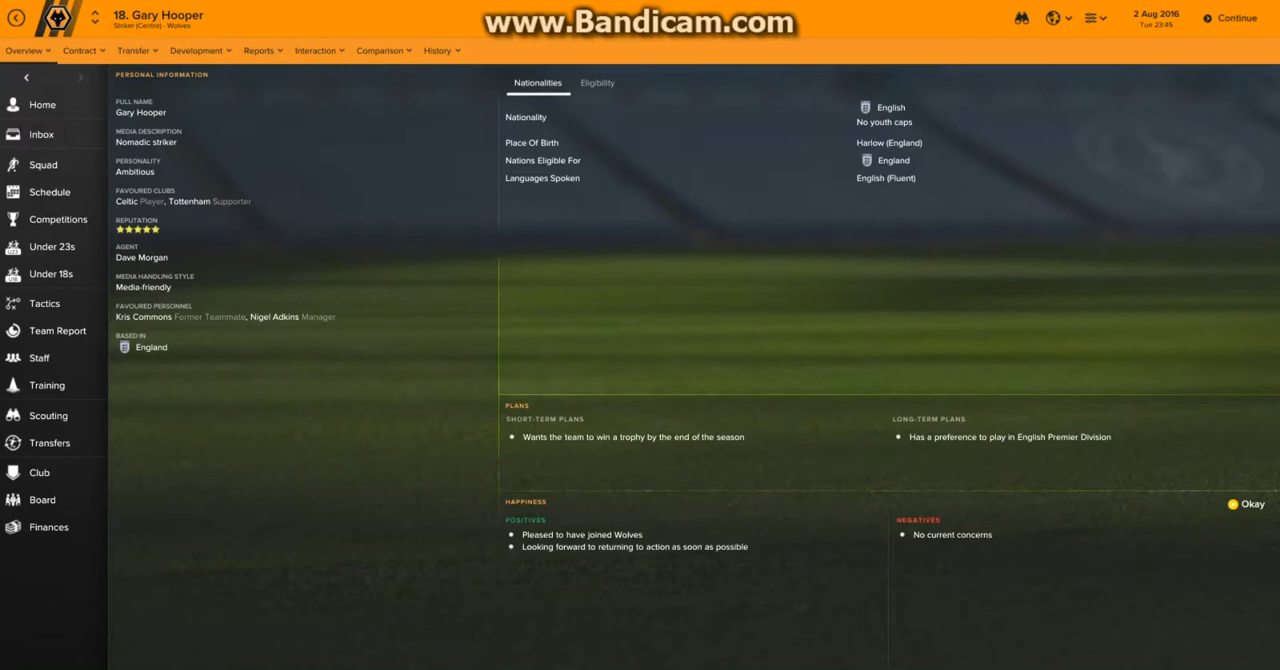 18. Gary Hooper
Striker (Centre) - Wolves
www.Bandicam.com
2 Aug 2016
Tue 23:45
Continue
Overview
Contract
Transfer
Development
Reports
Interaction
Comparison
History
Home
Inbox
Squad
Schedule
Competitions
Under 23s
Under 18s
Tactics
Team Report
Staff
Training
Scouting
Transfers
Club
Board
Finances
PERSONAL INFORMATION
FULL NAME
Gary Hooper
MEDIA DESCRIPTION
Nomadic striker
PERSONALITY
Ambitious
FAVOURED CLUBS
Celtic Player, Tottenham Supporter
REPUTATION
AGENT
Dave Morgan
MEDIA HANDLING STYLE
Media-friendly
FAVOURED PERSONNEL
Kris Commons Former Teammate, Nigel Adkins Manager
BASED IN
England
Nationalities
Eligibility
Nationality
English
No youth caps
Place Of Birth
Harlow (England)
Nations Eligible For
England
Languages Spoken
English (Fluent)
PLANS
SHORT-TERM PLANS
Wants the team to win a trophy by the end of the season
LONG-TERM PLANS
Has a preference to play in English Premier Division
HAPPINESS
Okay
POSITIVES
Pleased to have joined Wolves
Looking forward to returning to action as soon as possible
NEGATIVES
No current concerns